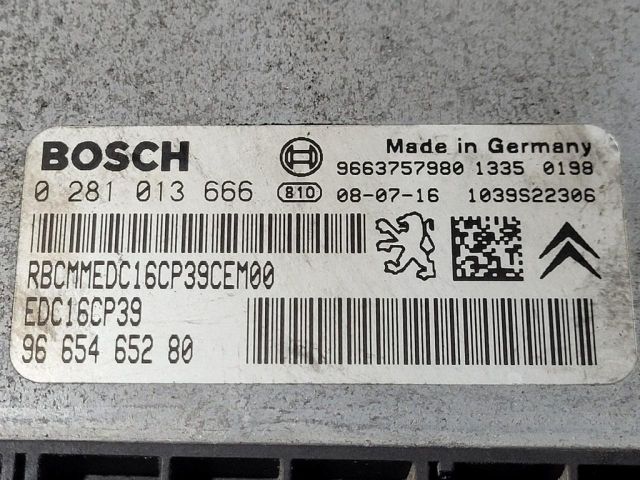 BOSCH
Made in Germany
9663757980 1335 0198
0 281 013 666 810 08-07-16 1039S22306
RBCMMEDC16CP39CEM00
EDC16CP39
96 654 652 80